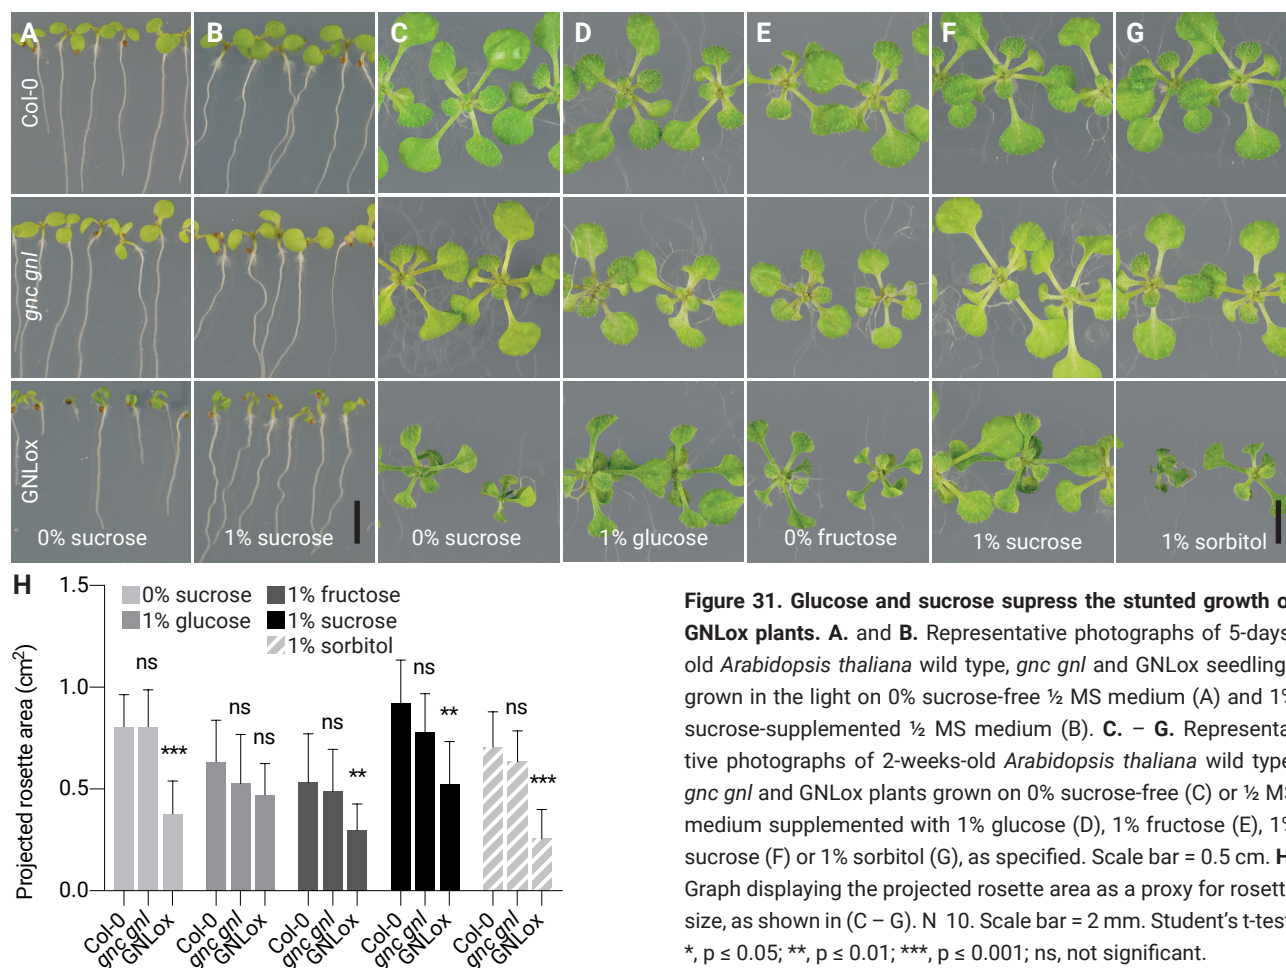 A B C D E F G
Col-0
gnc gnl
GNLox
0% sucrose 1% sucrose 0% sucrose 1% glucose 0% fructose 1% sucrose 1% sorbitol
H
Projected rosette area (cm²)
1.5
1.0
0.5
0.0
0% sucrose 1% fructose
1% glucose 1% sucrose
1% sorbitol
ns *** ns ns ns ** ns ** ns ***
Col-0 gnc gnl GNLox Col-0 gnc gnl GNLox Col-0 gnc gnl GNLox Col-0 gnc gnl GNLox Col-0 gnc gnl GNLox
Figure 31. Glucose and sucrose supress the stunted growth o
GNLox plants. A. and B. Representative photographs of 5-days
old Arabidopsis thaliana wild type, gnc gnl and GNLox seedling
grown in the light on 0% sucrose-free ½ MS medium (A) and 1%
sucrose-supplemented ½ MS medium (B). C. – G. Representa
tive photographs of 2-weeks-old Arabidopsis thaliana wild type
gnc gnl and GNLox plants grown on 0% sucrose-free (C) or ½ MS
medium supplemented with 1% glucose (D), 1% fructose (E), 1%
sucrose (F) or 1% sorbitol (G), as specified. Scale bar = 0.5 cm. H
Graph displaying the projected rosette area as a proxy for rosett
size, as shown in (C – G). N 10. Scale bar = 2 mm. Student's t-test
*, p ≤ 0.05; **, p ≤ 0.01; ***, p ≤ 0.001; ns, not significant.